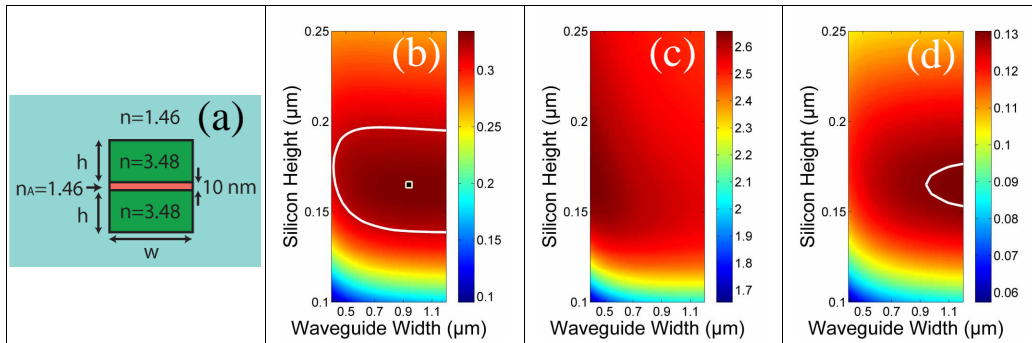 (a)
n=1.46
h
n=3.48
nA=1.46
10 nm
h
n=3.48
w
(b)
Silicon Height (µm)
0.25
0.2
0.15
0.1
0.5 0.7 0.9 1.1
Waveguide Width (µm)
0.3
0.25
0.2
0.15
0.1
(c)
Silicon Height (µm)
0.25
0.2
0.15
0.1
0.5 0.7 0.9 1.1
Waveguide Width (µm)
2.6
2.5
2.4
2.3
2.2
2.1
2
1.9
1.8
1.7
(d)
Silicon Height (µm)
0.25
0.2
0.15
0.1
0.5 0.7 0.9 1.1
Waveguide Width (µm)
0.13
0.12
0.11
0.10
0.09
0.08
0.07
0.06